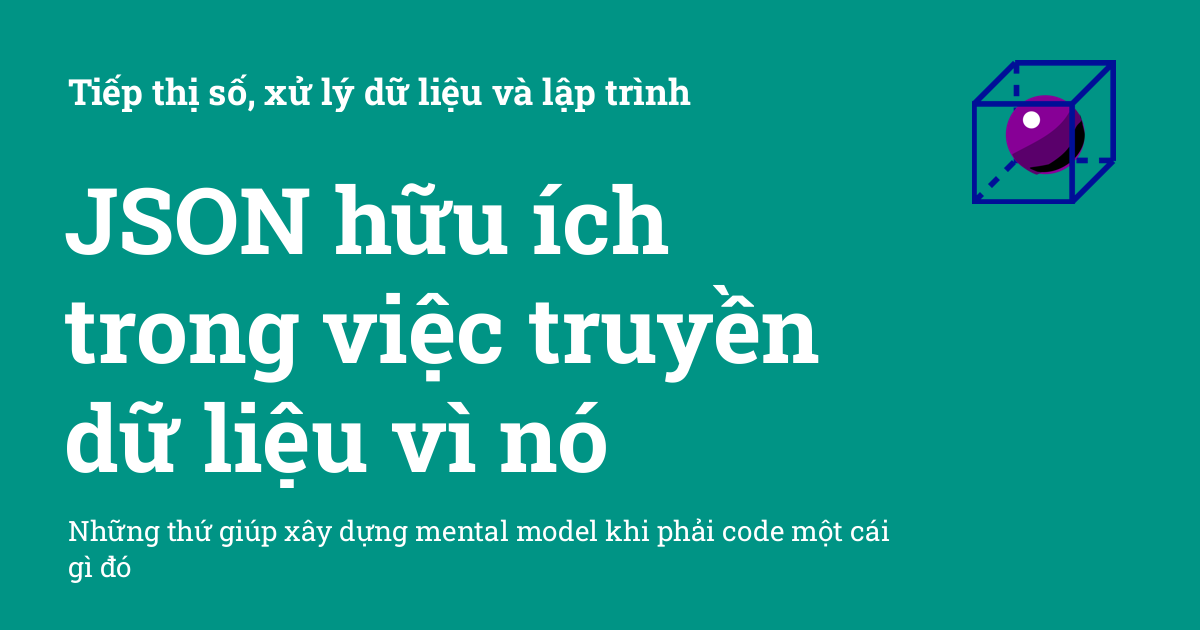 Tiếp thị số, xử lý dữ liệu và lập trình
JSON hữu ích
trong việc truyền
dữ liệu vì nó
Những thứ giúp xây dựng mental model khi phải code một cái
gì đó